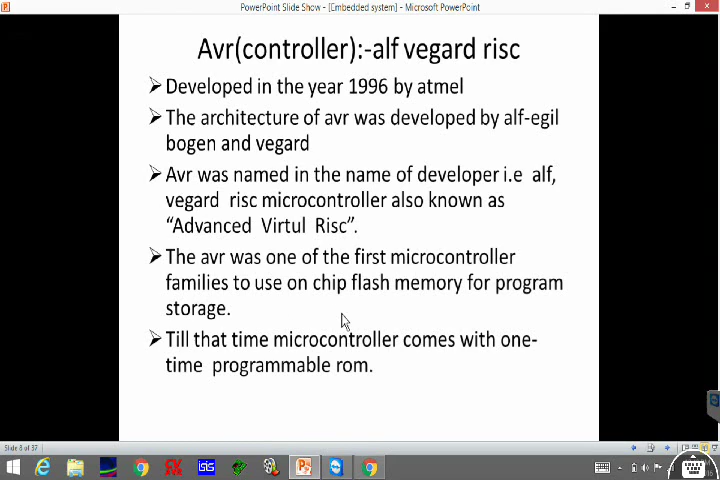 PowerPoint Slide Show - [Embedded system] - Microsoft PowerPoint
Avr(controller):-alf vegard risc
Developed in the year 1996 by atmel
The architecture of avr was developed by alf-egil
bogen and vegard
Avr was named in the name of developer i.e alf,
vegard risc microcontroller also known as
“Advanced Virtul Risc”.
The avr was one of the first microcontroller
families to use on chip flash memory for program
storage.
Till that time microcontroller comes with one-
time programmable rom.
Slide 8 of 37
ISIS